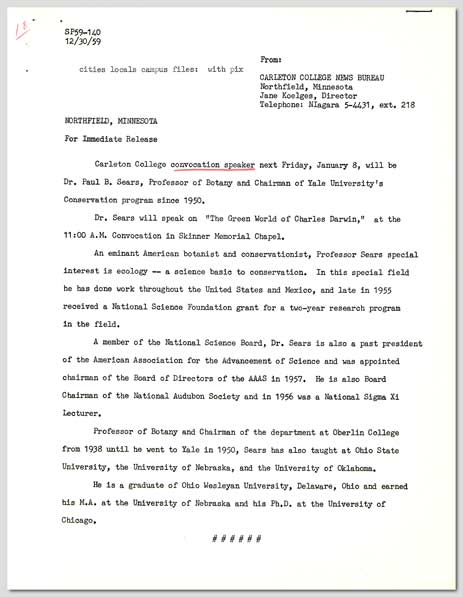 18
SP59-140
12/30/59
From:
cities locals campus files: with pix
CARLETON COLLEGE NEWS BUREAU
Northfield, Minnesota
Jane Koelges, Director
Telephone: NIagara 5-4431, ext. 218
NORTHFIELD, MINNESOTA
For Immediate Release
Carleton College convocation speaker next Friday, January 8, will be
Dr. Paul B. Sears, Professor of Botany and Chairman of Yale University's
Conservation program since 1950.
Dr. Sears will speak on "The Green World of Charles Darwin," at the
11:00 A.M. Convocation in Skinner Memorial Chapel.
An eminant American botanist and conservationist, Professor Sears special
interest is ecology -- a science basic to conservation. In this special field
he has done work throughout the United States and Mexico, and late in 1955
received a National Science Foundation grant for a two-year research program
in the field.
A member of the National Science Board, Dr. Sears is also a past president
of the American Association for the Advancement of Science and was appointed
chairman of the Board of Directors of the AAAS in 1957. He is also Board
Chairman of the National Audubon Society and in 1956 was a National Sigma Xi
Lecturer.
Professor of Botany and Chairman of the department at Oberlin College
from 1938 until he went to Yale in 1950, Sears has also taught at Ohio State
University, the University of Nebraska, and the University of Oklahoma.
He is a graduate of Ohio Wesleyan University, Delaware, Ohio and earned
his M.A. at the University of Nebraska and his Ph.D. at the University of
Chicago.
# # # # # #